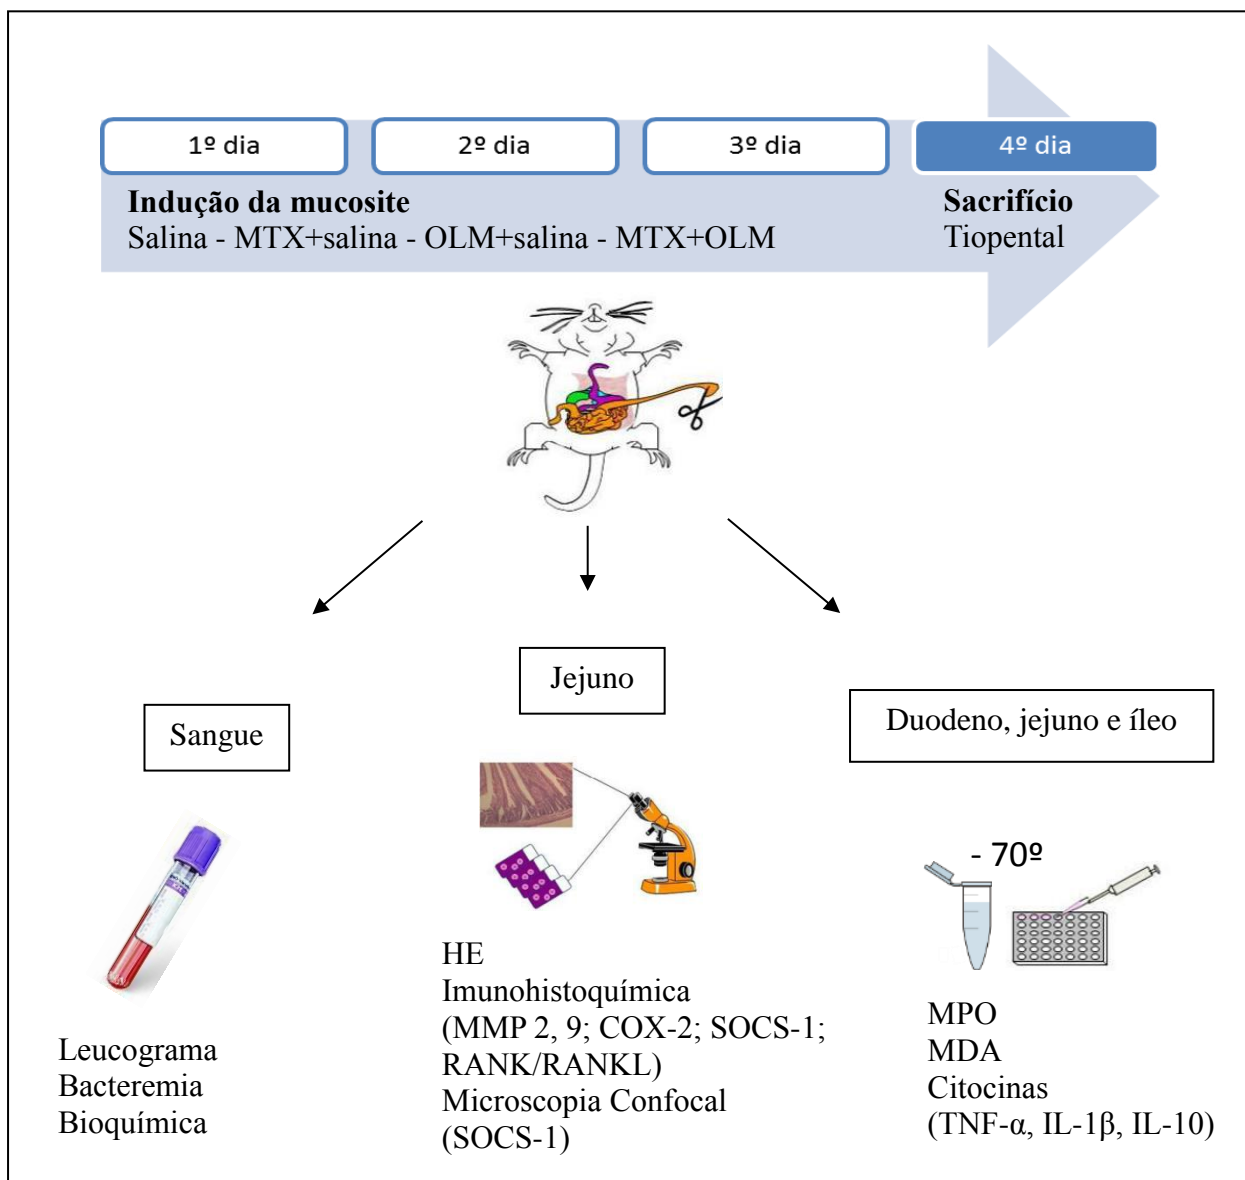 1º dia
2º dia
3º dia
4º dia
Indução da mucosite
Salina - MTX+salina - OLM+salina - MTX+OLM
Sacrifício
Tiopental
Sangue
Jejuno
Duodeno, jejuno e íleo
- 70º
Leucograma
Bacteremia
Bioquímica
HE
Imunohistoquímica
(MMP 2, 9; COX-2; SOCS-1;
RANK/RANKL)
Microscopia Confocal
(SOCS-1)
MPO
MDA
Citocinas
(TNF-α, IL-1β, IL-10)